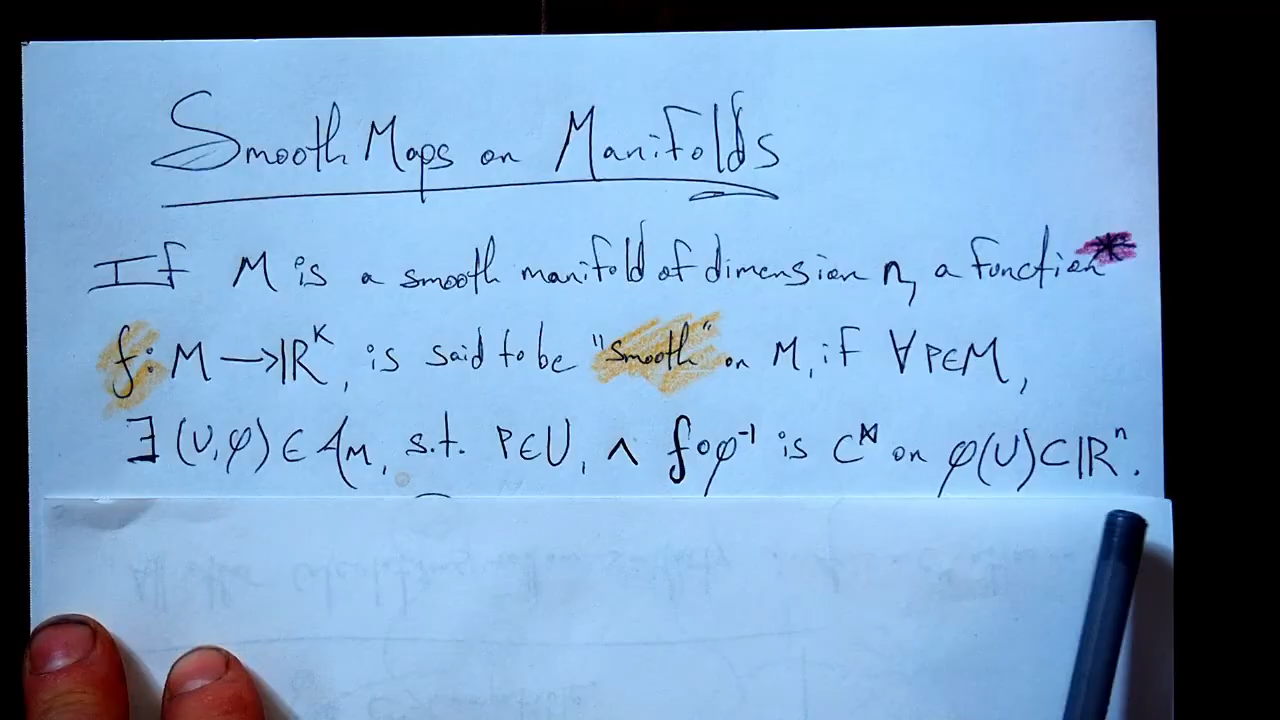 Smooth Maps on Manifolds
If M is a smooth manifold of dimension n, a function*
f: M → ℝᴷ, is said to be "smooth" on M, if ∀ p∈M,
∃ (U,φ) ∈ 𝒜ₘ, s.t. p∈U, ∧ f∘φ⁻¹ is C^∞ on φ(U)⊂ℝⁿ.